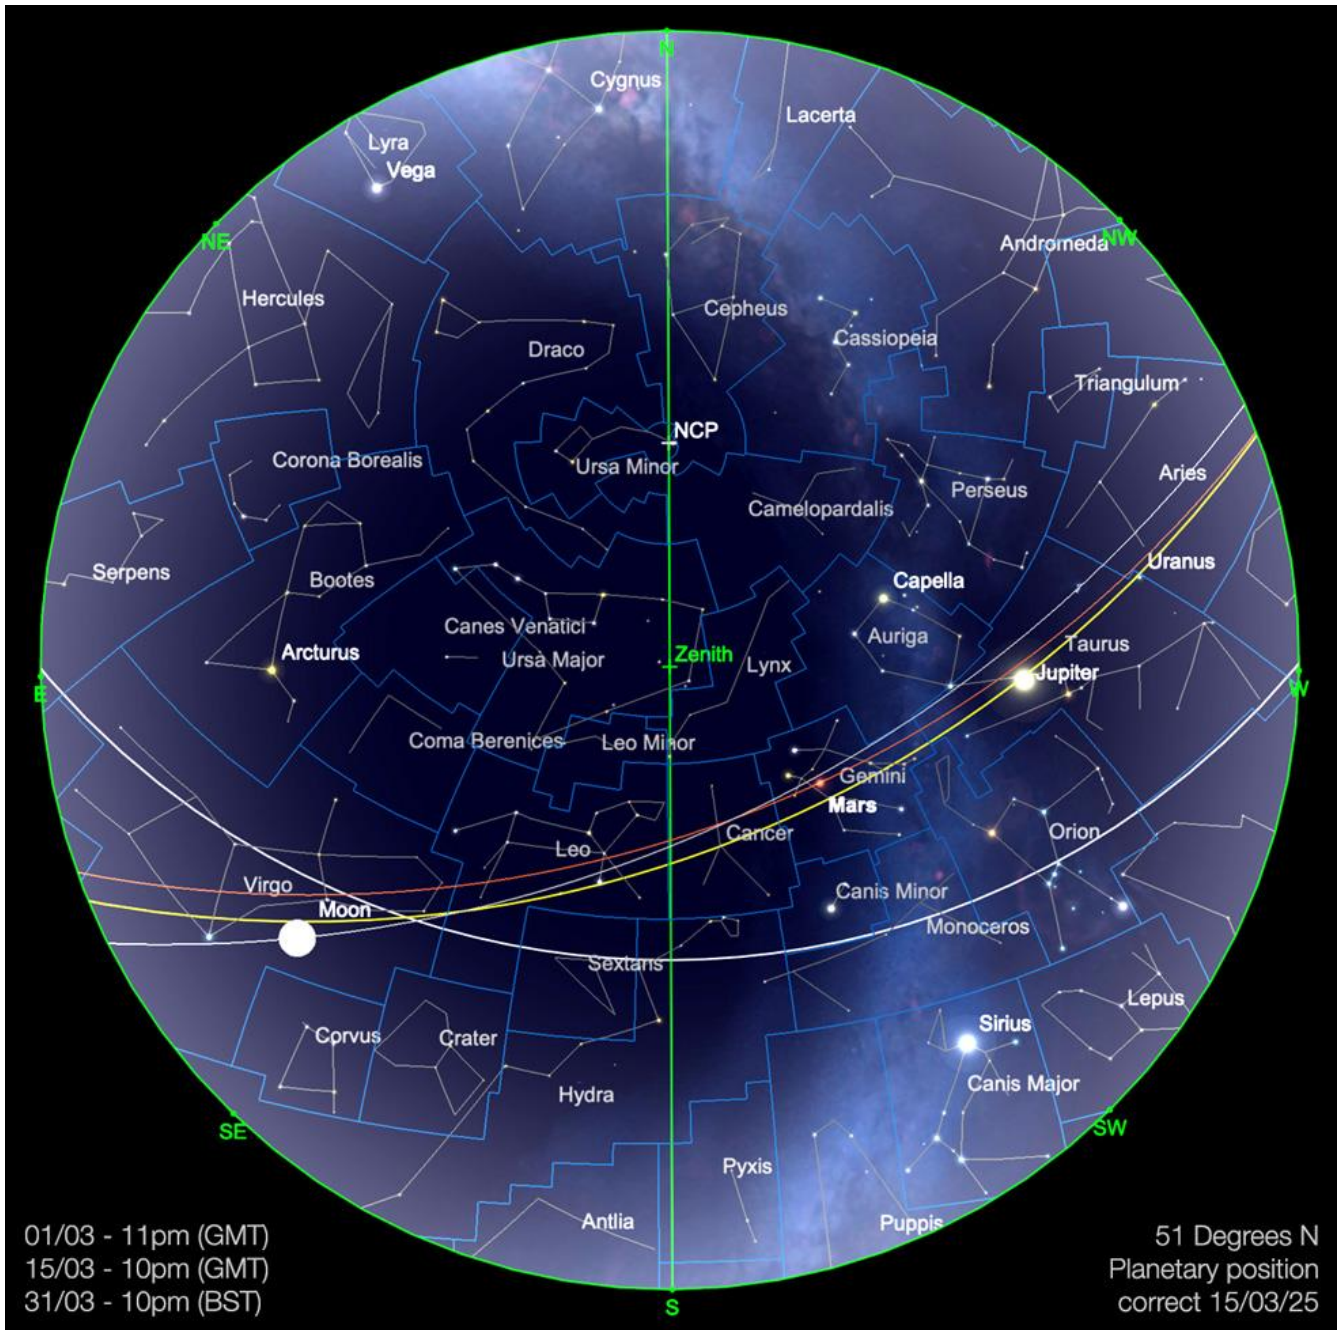 N
Cygnus
Lacerta
Lyra
Vega
NE
NW
Andromeda
Hercules
Cepheus
Cassiopeia
Draco
Triangulum
NCP
Corona Borealis
Ursa Minor
Aries
Perseus
Camelopardalis
Uranus
Serpens
Bootes
Capella
Canes Venatici
Auriga
Taurus
Arcturus
Ursa Major
Zenith
Lynx
Jupiter
E
W
Coma Berenices
Leo Minor
Gemini
Mars
Cancer
Orion
Leo
Virgo
Canis Minor
Moon
Monoceros
Sextans
Lepus
Corvus
Crater
Sirius
Hydra
Canis Major
SE
SW
Pyxis
Antlia
Puppis
01/03 - 11pm (GMT)
15/03 - 10pm (GMT)
31/03 - 10pm (BST)
51 Degrees N
Planetary position
correct 15/03/25
S